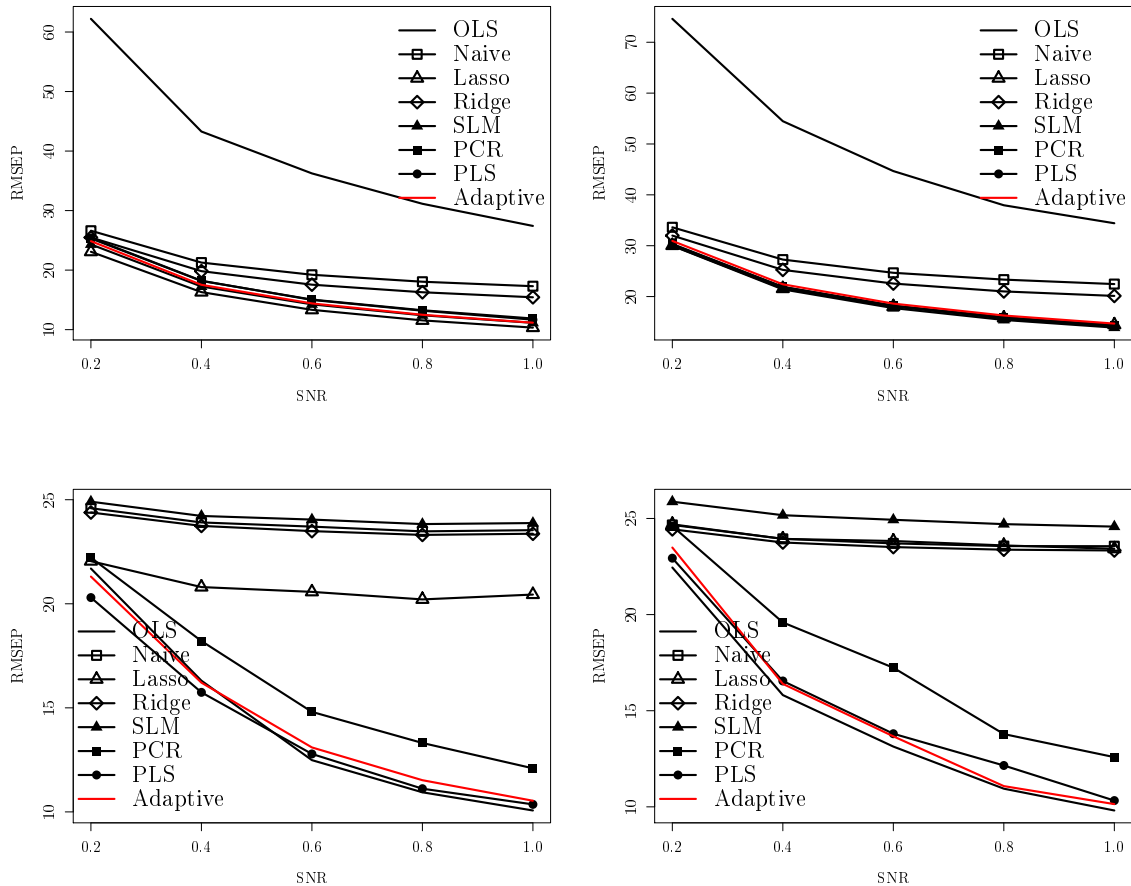 OLS
Naive
Lasso
Ridge
SLM
PCR
PLS
Adaptive
60
50
40
30
20
10
RMSEP
0.2 0.4 0.6 0.8 1.0
SNR
OLS
Naive
Lasso
Ridge
SLM
PCR
PLS
Adaptive
70
60
50
40
30
20
RMSEP
0.2 0.4 0.6 0.8 1.0
SNR
25
20
15
10
RMSEP
OLS
Naive
Lasso
Ridge
SLM
PCR
PLS
Adaptive
0.2 0.4 0.6 0.8 1.0
SNR
25
20
15
10
RMSEP
OLS
Naive
Lasso
Ridge
SLM
PCR
PLS
Adaptive
0.2 0.4 0.6 0.8 1.0
SNR